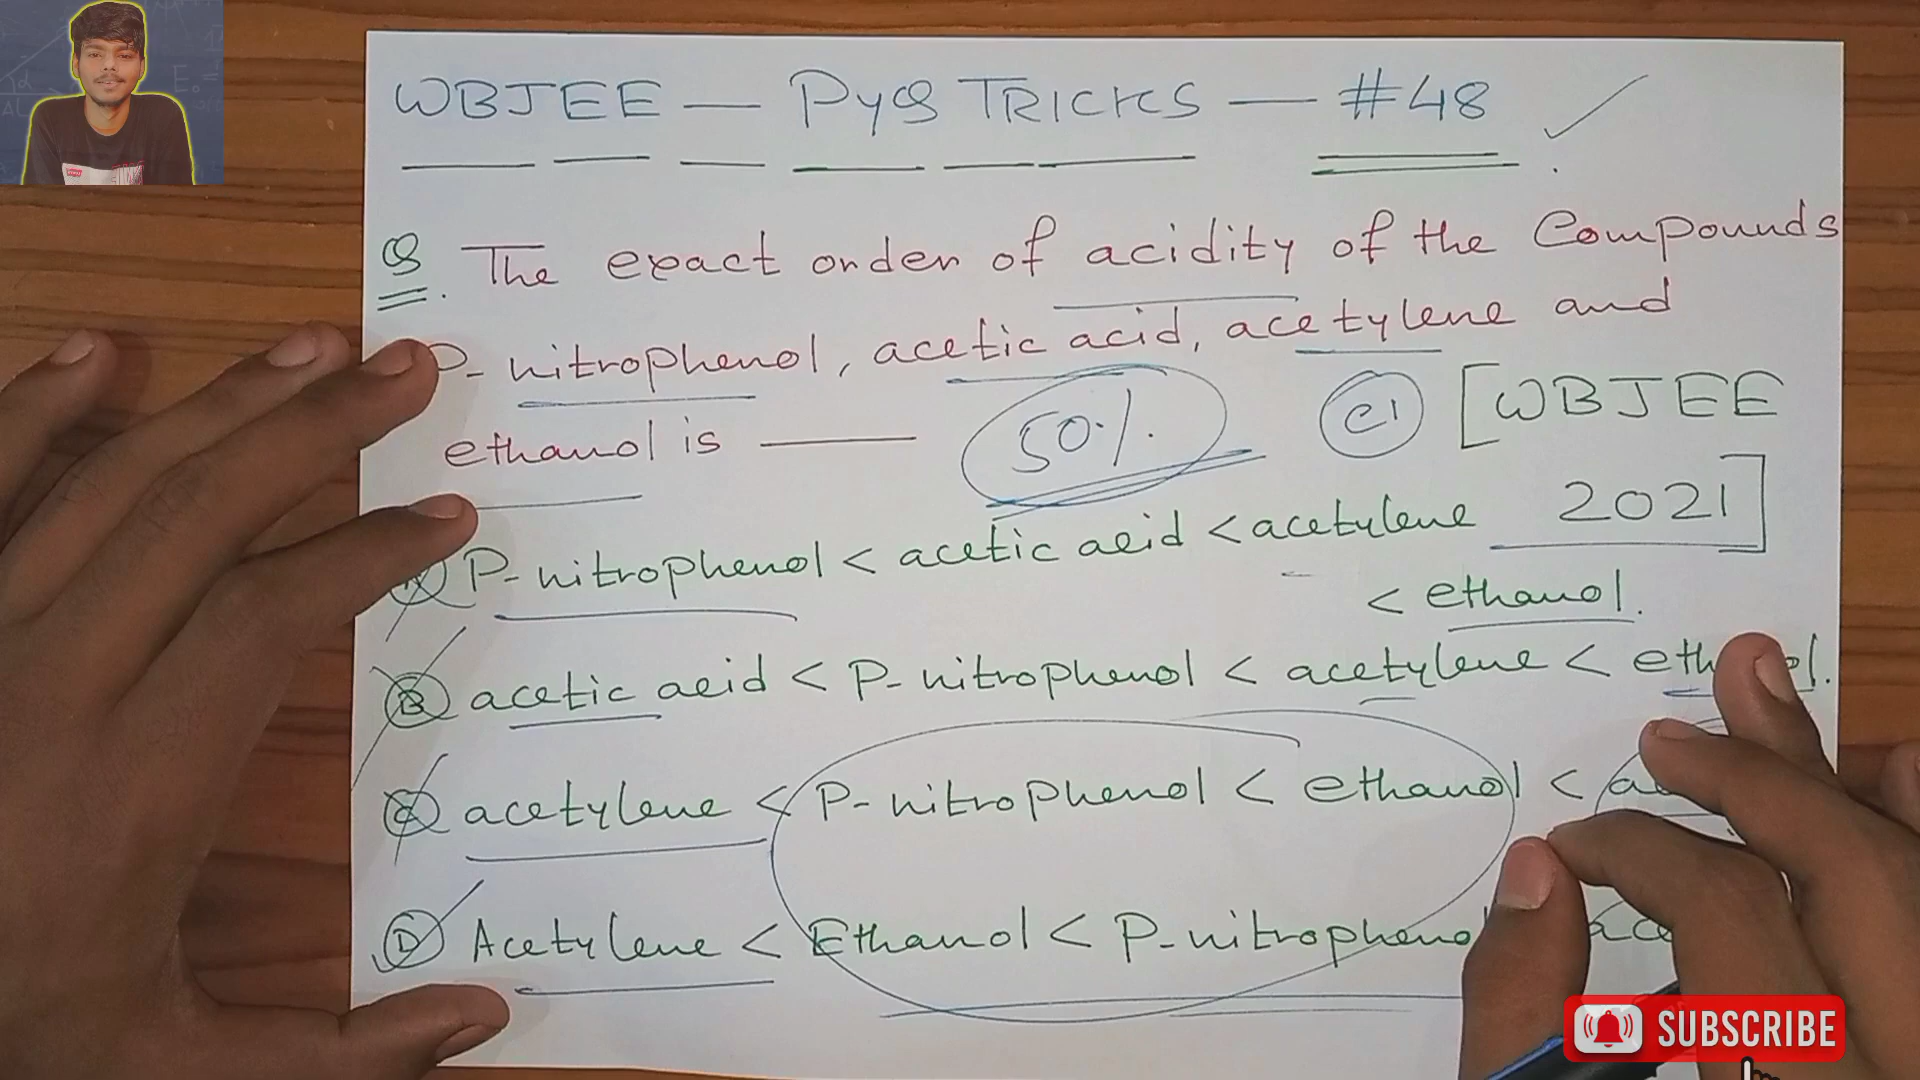 WBJEE - PYQ TRICKS - #48
Q. The exact order of acidity of the Compounds
P-nitrophenol, acetic acid, acetylene and
ethanol is ——
50%.
[WBJEE
2021]
(A) P-nitrophenol < acetic acid < acetylene
< ethanol.
(B) acetic acid < P-nitrophenol < acetylene < eth
(C) acetylene < P-nitrophenol < ethanol <
(D) Acetylene < Ethanol < P-nitropheno
SUBSCRIBE